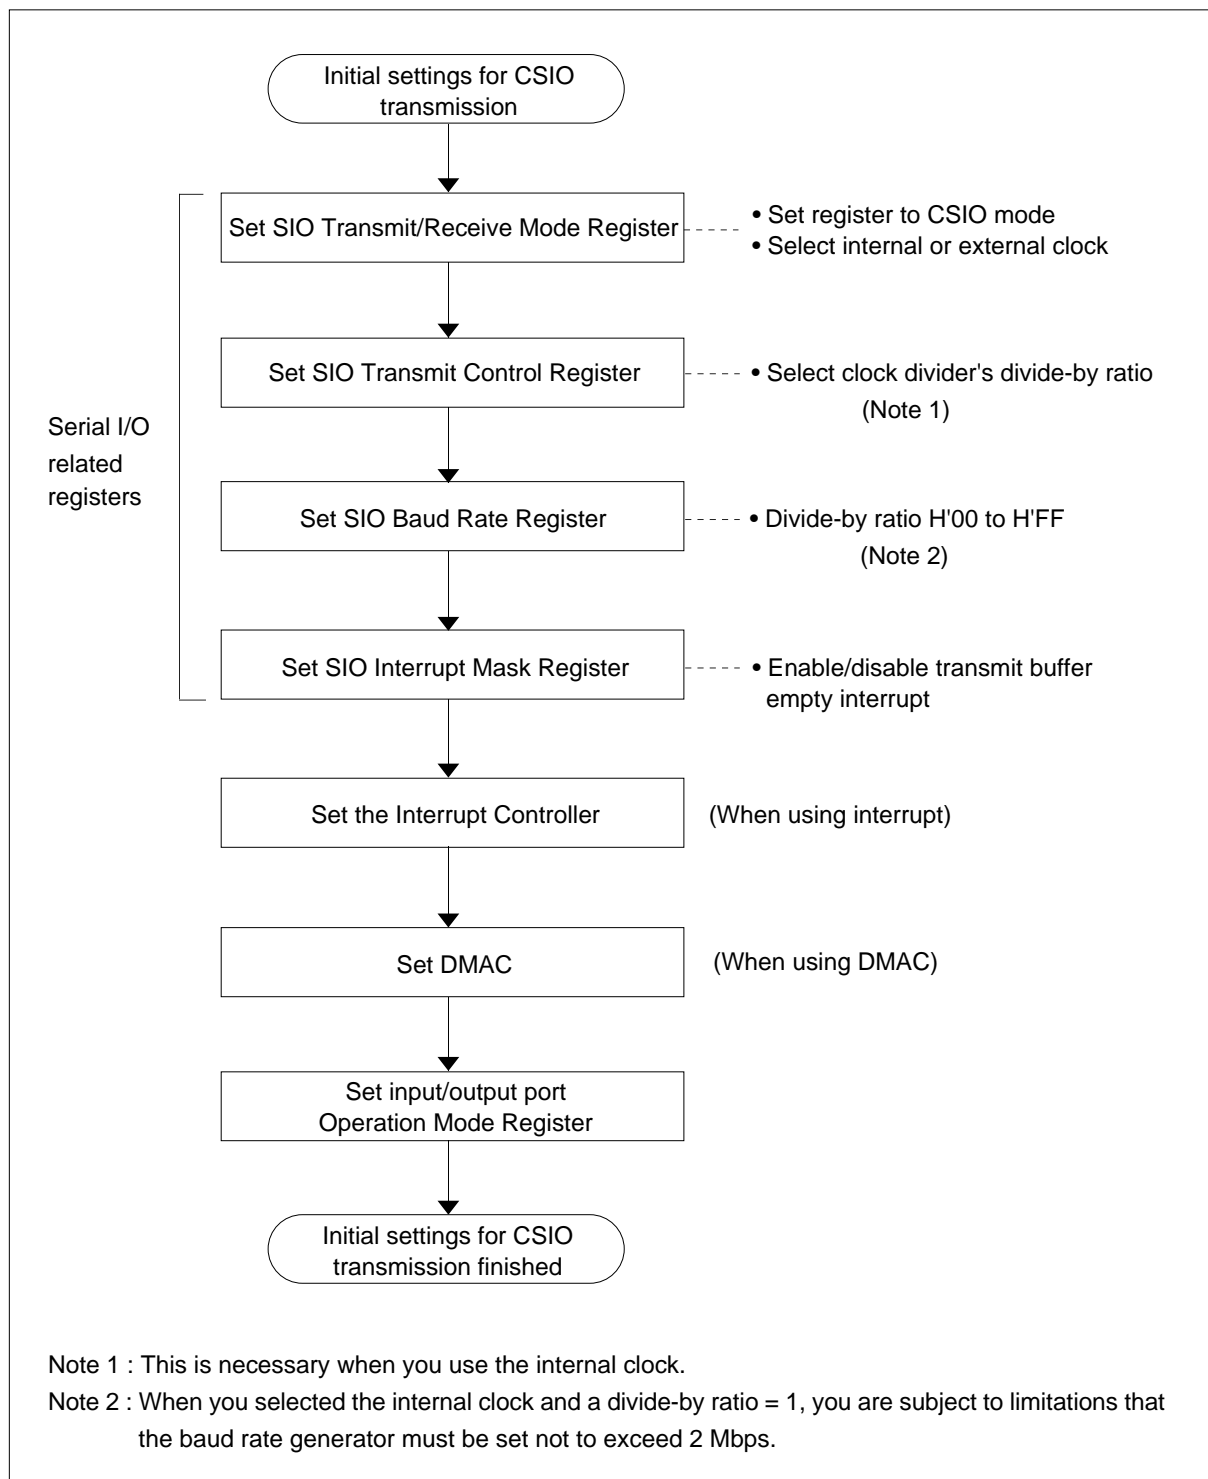 Initial settings for CSIO
transmission
Set SIO Transmit/Receive Mode Register
• Set register to CSIO mode
• Select internal or external clock
Set SIO Transmit Control Register
• Select clock divider's divide-by ratio
(Note 1)
Serial I/O
related
registers
Set SIO Baud Rate Register
• Divide-by ratio H'00 to H'FF
(Note 2)
Set SIO Interrupt Mask Register
• Enable/disable transmit buffer
empty interrupt
Set the Interrupt Controller
(When using interrupt)
Set DMAC
(When using DMAC)
Set input/output port
Operation Mode Register
Initial settings for CSIO
transmission finished
Note 1 : This is necessary when you use the internal clock.
Note 2 : When you selected the internal clock and a divide-by ratio = 1, you are subject to limitations that
the baud rate generator must be set not to exceed 2 Mbps.